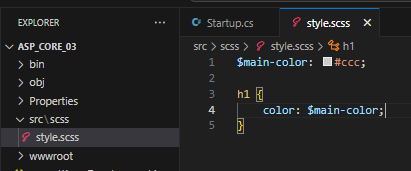 EXPLORER
ASP_CORE_03
bin
obj
Properties
src\scss
style.scss
wwwroot
Startup.cs
style.scss
src > scss > style.scss > h1
1 $main-color: #ccc;
2
3 h1 {
4 color: $main-color;
5 }